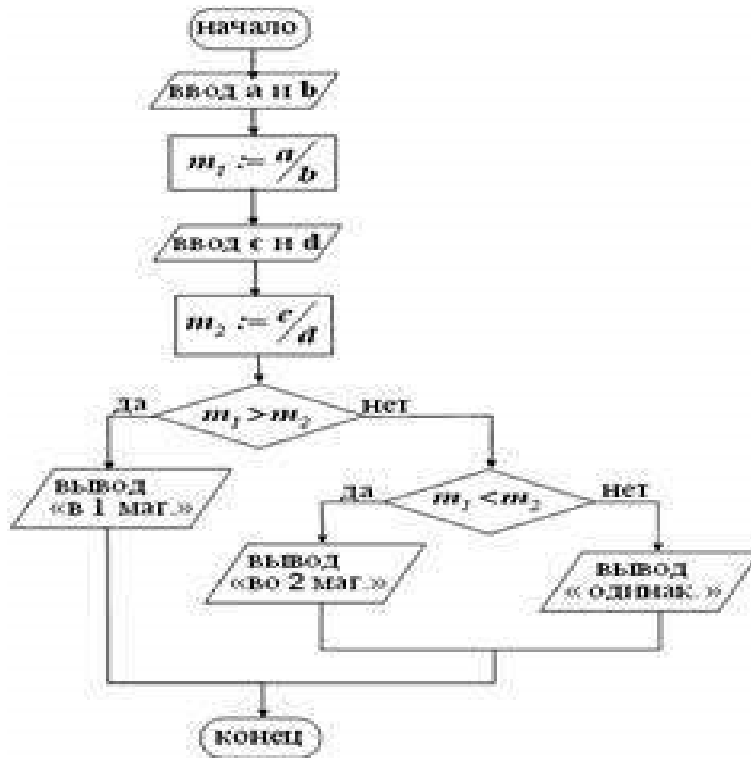 начало
ввод a и b
m₁ := a/b
ввод c и d
m₂ := c/d
да
m₁ > m₂
нет
вывод
«в 1 маг.»
да
m₁ < m₂
нет
вывод
«во 2 маг.»
вывод
« одинак. »
конец